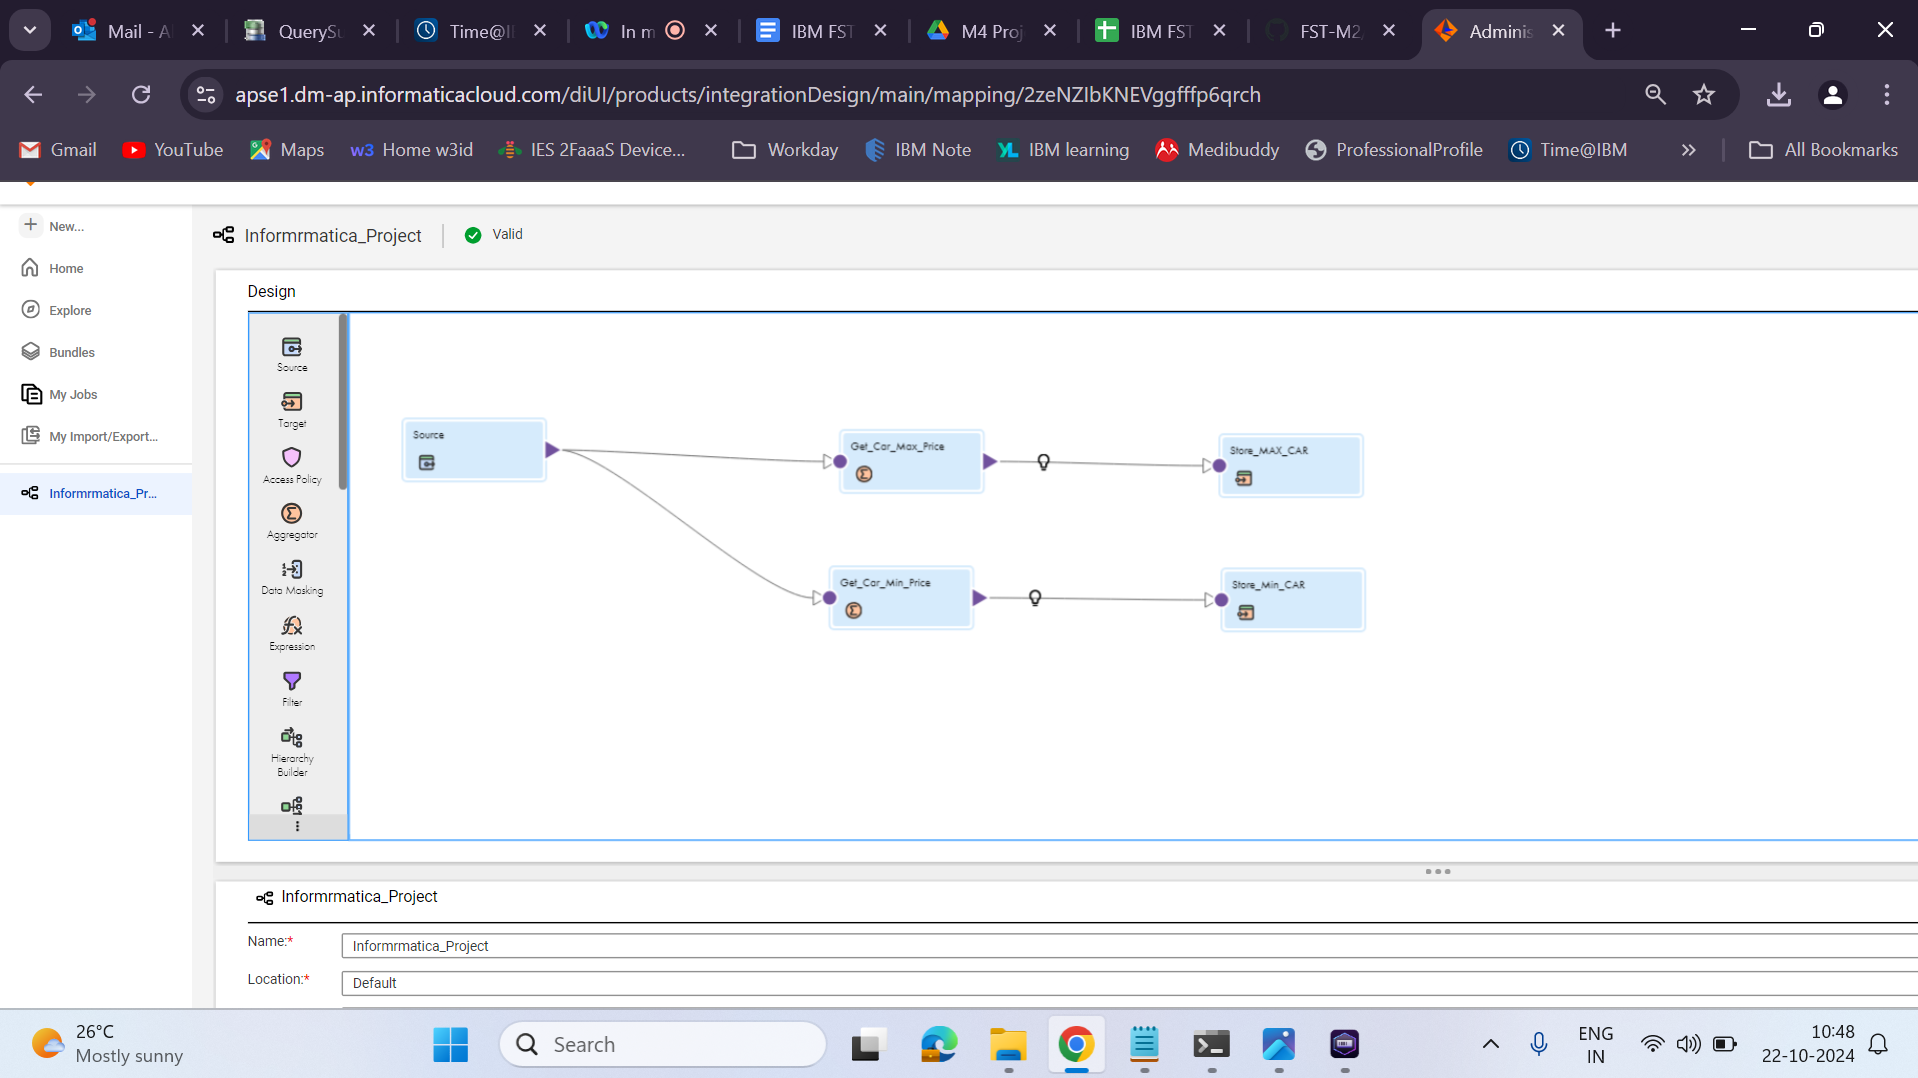 Mail - A
QuerySu
Time@I
In m
IBM FST
M4 Proj
IBM FST
FST-M2
Adminis
apse1.dm-ap.informaticacloud.com/diUI/products/integrationDesign/main/mapping/2zeNZIbKNEVggfffp6qrch
Gmail
YouTube
Maps
w3 Home w3id
IES 2FaaaS Device...
Workday
IBM Note
YL IBM learning
Medibuddy
ProfessionalProfile
Time@IBM
All Bookmarks
New...
Home
Explore
Bundles
My Jobs
My Import/Export...
Informrmatica_Pr...
Informrmatica_Project
Valid
Design
Source
Target
Access Policy
Aggregator
Data Masking
Expression
Filter
Hierarchy
Builder
Source
Get_Car_Max_Price
Store_MAX_CAR
Get_Car_Min_Price
Store_Min_CAR
Informrmatica_Project
Name:*
Informrmatica_Project
Location:*
Default
26°C
Mostly sunny
Search
ENG
IN
10:48
22-10-2024